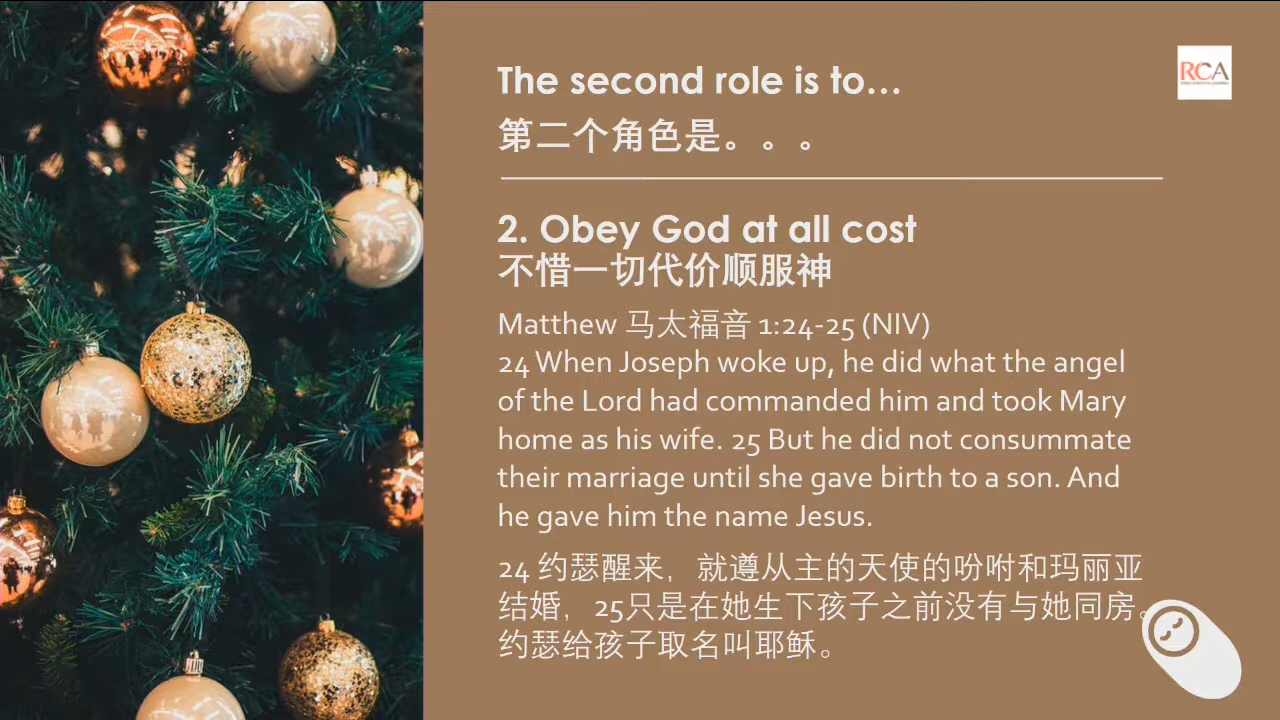 The second role is to...
第二个角色是。。。
RCA
2. Obey God at all cost
不惜一切代价顺服神
Matthew 马太福音 1:24-25 (NIV)
24 When Joseph woke up, he did what the angel
of the Lord had commanded him and took Mary
home as his wife. 25 But he did not consummate
their marriage until she gave birth to a son. And
he gave him the name Jesus.
24 约瑟醒来，就遵从主的天使的吩咐和玛丽亚
结婚，25只是在她生下孩子之前没有与她同房。
约瑟给孩子取名叫耶稣。